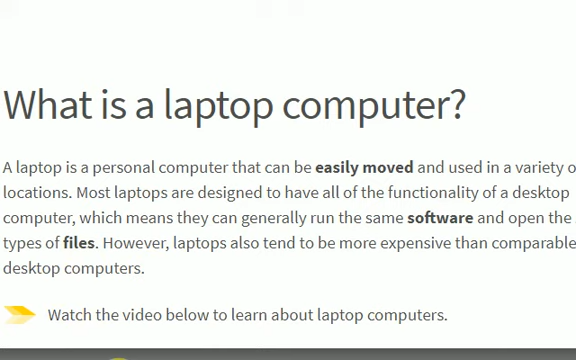 What is a laptop computer?
A laptop is a personal computer that can be easily moved and used in a variety
locations. Most laptops are designed to have all of the functionality of a desktop
computer, which means they can generally run the same software and open the
types of files. However, laptops also tend to be more expensive than comparable
desktop computers.
Watch the video below to learn about laptop computers.